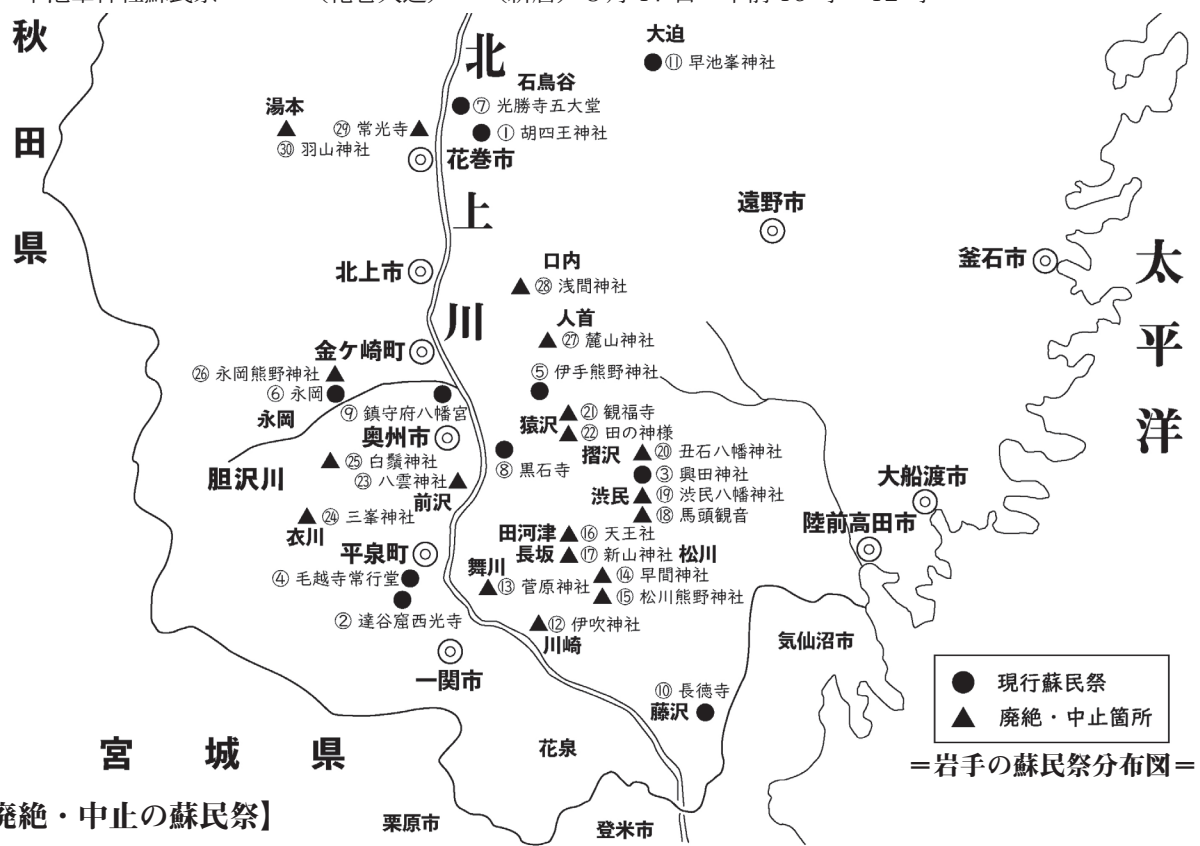 秋田県
北上川
太平洋
大迫
⑪ 早池峯神社
石鳥谷
⑦ 光勝寺五大堂
① 胡四王神社
湯本
㉙ 常光寺
㉚ 羽山神社
花巻市
遠野市
釜石市
北上市
口内
㉘ 浅間神社
人首
㉗ 麓山神社
金ケ崎町
㉖ 永岡熊野神社
⑥ 永岡
永岡
⑤ 伊手熊野神社
⑨ 鎮守府八幡宮
奥州市
猿沢
㉑ 観福寺
㉒ 田の神様
摺沢
⑳ 丑石八幡神社
③ 興田神社
⑧ 黒石寺
㉕ 白鬚神社
胆沢川
㉓ 八雲神社
前沢
渋民
⑲ 渋民八幡神社
⑱ 馬頭観音
大船渡市
陸前高田市
㉔ 三峯神社
衣川
田河津
⑯ 天王社
長坂
⑰ 新山神社
松川
平泉町
舞川
⑭ 早間神社
④ 毛越寺常行堂
⑬ 菅原神社
⑮ 松川熊野神社
② 達谷窟西光寺
⑫ 伊吹神社
川崎
気仙沼市
一関市
⑩ 長徳寺
藤沢
● 現行蘇民祭
▲ 廃絶・中止箇所
=岩手の蘇民祭分布図=
宮城県
花泉
栗原市
登米市
廃絶・中止の蘇民祭】